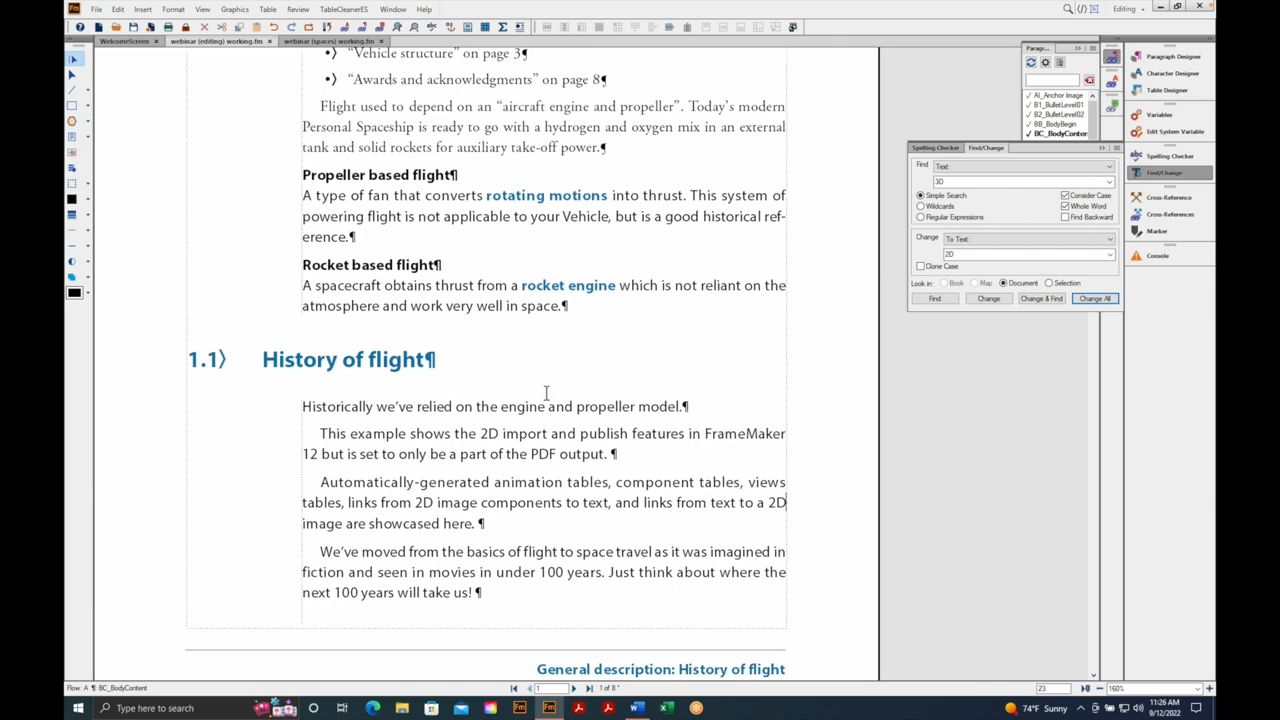 File Edit Insert Format View Graphics Table Review TableCleanerES Window Help
Editing
WelcomeScreen × webinar (editing) working.fm × webinar (spaces) working.fm ×
•⟩ “Vehicle structure” on page 3¶
•⟩ “Awards and acknowledgments” on page 8¶
Flight used to depend on an “aircraft engine and propeller”. Today’s modern
Personal Spaceship is ready to go with a hydrogen and oxygen mix in an external
tank and solid rockets for auxiliary take-off power.¶
Propeller based flight¶
A type of fan that converts rotating motions into thrust. This system of
powering flight is not applicable to your Vehicle, but is a good historical ref-
erence.¶
Rocket based flight¶
A spacecraft obtains thrust from a rocket engine which is not reliant on the
atmosphere and work very well in space.¶
1.1⟩ History of flight¶
Historically we’ve relied on the engine and propeller model.¶
This example shows the 2D import and publish features in FrameMaker
12 but is set to only be a part of the PDF output. ¶
Automatically-generated animation tables, component tables, views
tables, links from 2D image components to text, and links from text to a 2D
image are showcased here. ¶
We’ve moved from the basics of flight to space travel as it was imagined in
fiction and seen in movies in under 100 years. Just think about where the
next 100 years will take us! ¶
General description: History of flight
Paragr...
AI_Anchor Image
B1_BulletLevel01
B2_BulletLevel02
BB_BodyBegin
BC_BodyConten
Spelling Checker Find/Change
Find Text:
3D
Simple Search Consider Case
Wildcards Whole Word
Regular Expressions Find Backward
Change To Text:
2D
Clone Case
Look in: Book Map Document Selection
Find Change Change & Find Change All
Paragraph Designer
Character Designer
Table Designer
Variables
Edit System Variable
Spelling Checker
Find/Change
Cross-Reference
Cross-References
Marker
Console
Flow: A ¶ BC_BodyContent
1
1 of 8 *
23
160%
Type here to search
74°F Sunny
11:26 AM
9/12/2022